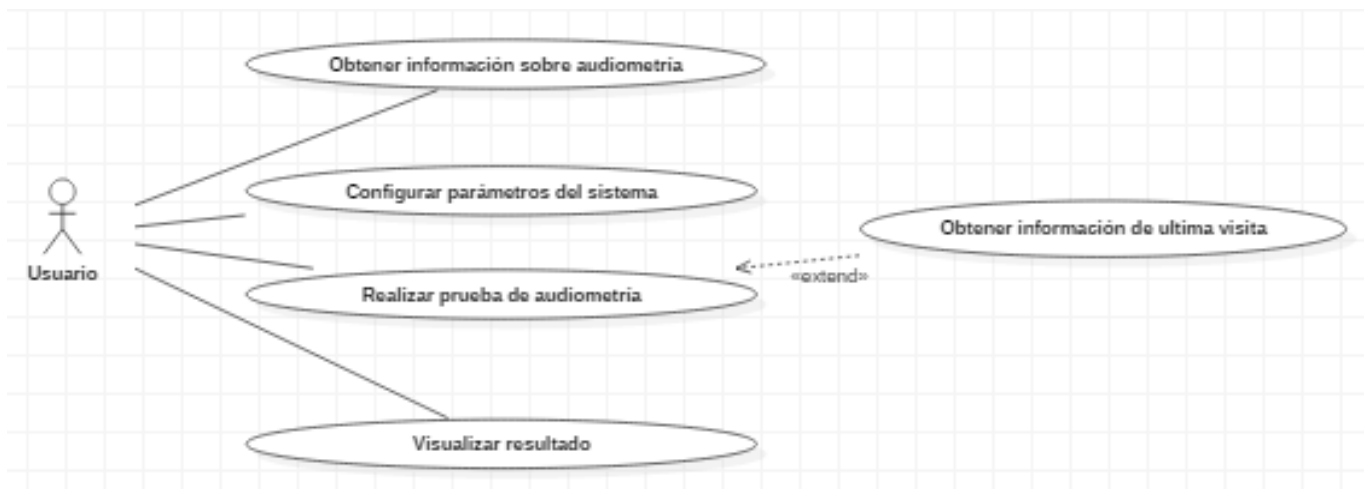 Obtener información sobre audiometria
Configurar parámetros del sistema
Obtener información de ultima visita
Usuario
«extend»
Realizar prueba de audiometria
Visualizar resultado